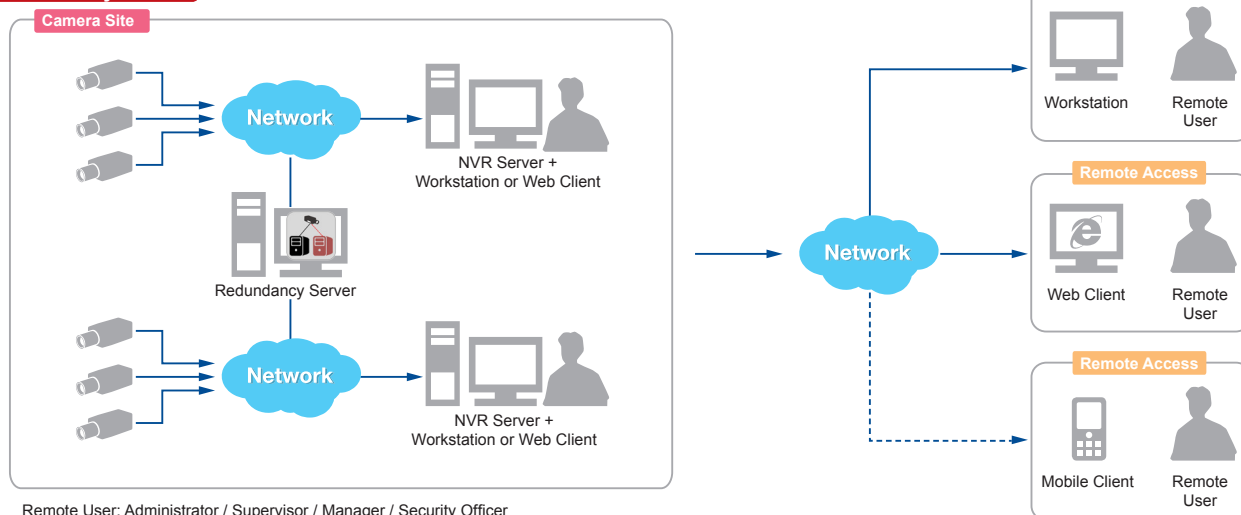 Camera Site
Network
NVR Server +
Workstation or Web Client
Redundancy Server
Network
NVR Server +
Workstation or Web Client
Network
Workstation
Remote
User
Remote Access
Web Client
Remote
User
Remote Access
Mobile Client
Remote
User
Remote User: Administrator / Supervisor / Manager / Security Officer